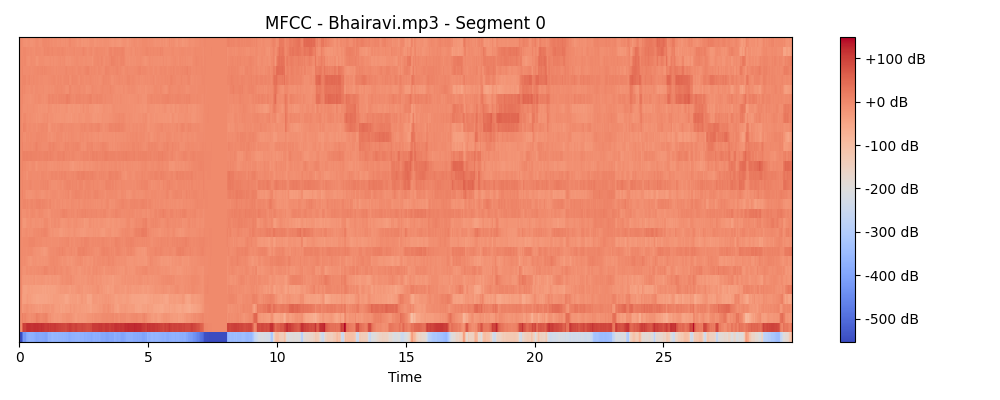 MFCC - Bhairavi.mp3 - Segment 0
+100 dB
+0 dB
-100 dB
-200 dB
-300 dB
-400 dB
-500 dB
0 5 10 15 20 25
Time